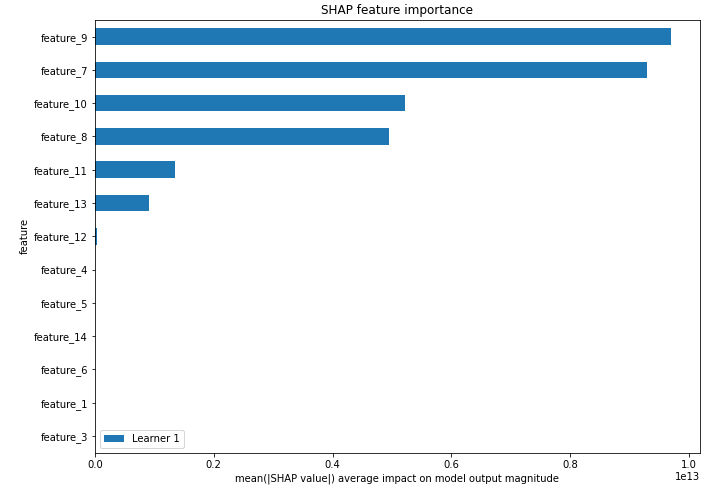 SHAP feature importance
feature_9
feature_7
feature_10
feature_8
feature_11
feature_13
feature_12
feature_4
feature_5
feature_14
feature_6
feature_1
feature_3
feature
Learner 1
0.0 0.2 0.4 0.6 0.8 1.0
1e13
mean(|SHAP value|) average impact on model output magnitude